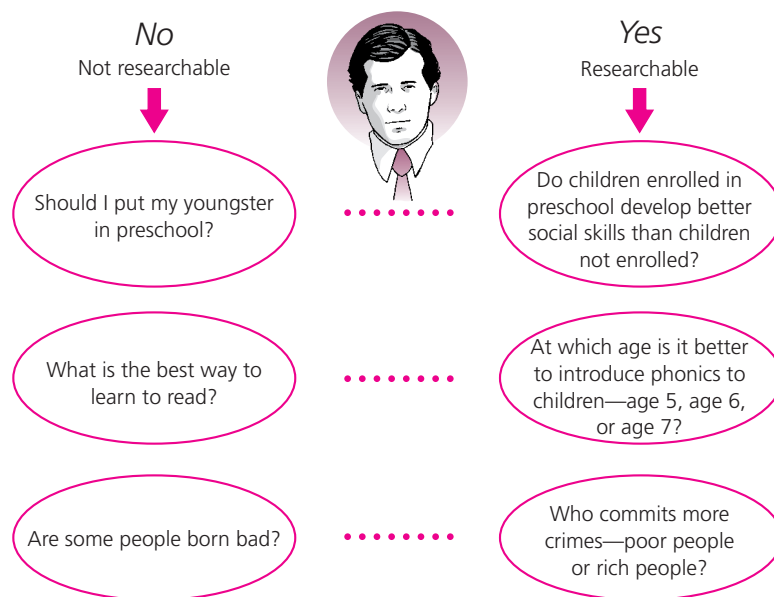 No
Not researchable
Yes
Researchable
Should I put my youngster
in preschool?
Do children enrolled in
preschool develop better
social skills than children
not enrolled?
What is the best way to
learn to read?
At which age is it better
to introduce phonics to
children—age 5, age 6,
or age 7?
Are some people born bad?
Who commits more
crimes—poor people
or rich people?